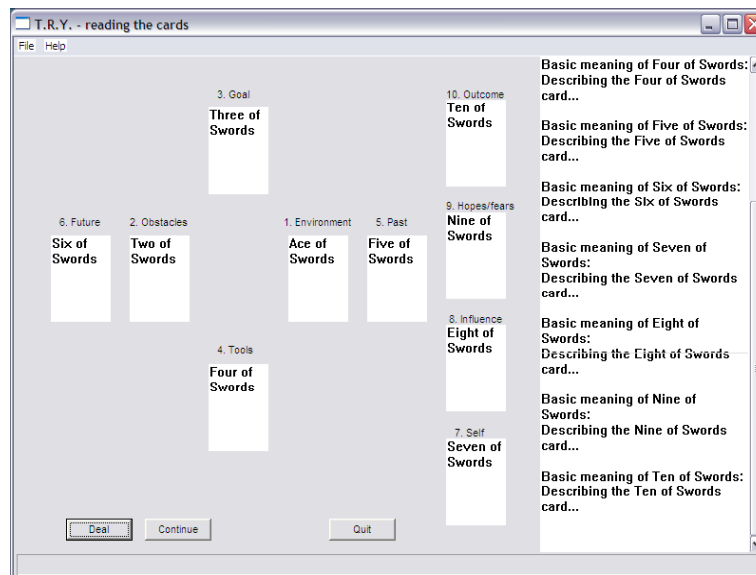 T.R.Y. - reading the cards
File Help
3. Goal
Three of
Swords
10. Outcome
Ten of
Swords
6. Future
Six of
Swords
2. Obstacles
Two of
Swords
1. Environment
Ace of
Swords
5. Past
Five of
Swords
9. Hopes/fears
Nine of
Swords
4. Tools
Four of
Swords
8. Influence
Eight of
Swords
7. Self
Seven of
Swords
Deal
Continue
Quit
Basic meaning of Four of Swords:
Describing the Four of Swords
card...
Basic meaning of Five of Swords:
Describing the Five of Swords
card...
Basic meaning of Six of Swords:
Describing the Six of Swords
card...
Basic meaning of Seven of
Swords:
Describing the Seven of Swords
card...
Basic meaning of Eight of
Swords:
Describing the Eight of Swords
card...
Basic meaning of Nine of
Swords:
Describing the Nine of Swords
card...
Basic meaning of Ten of Swords:
Describing the Ten of Swords
card...